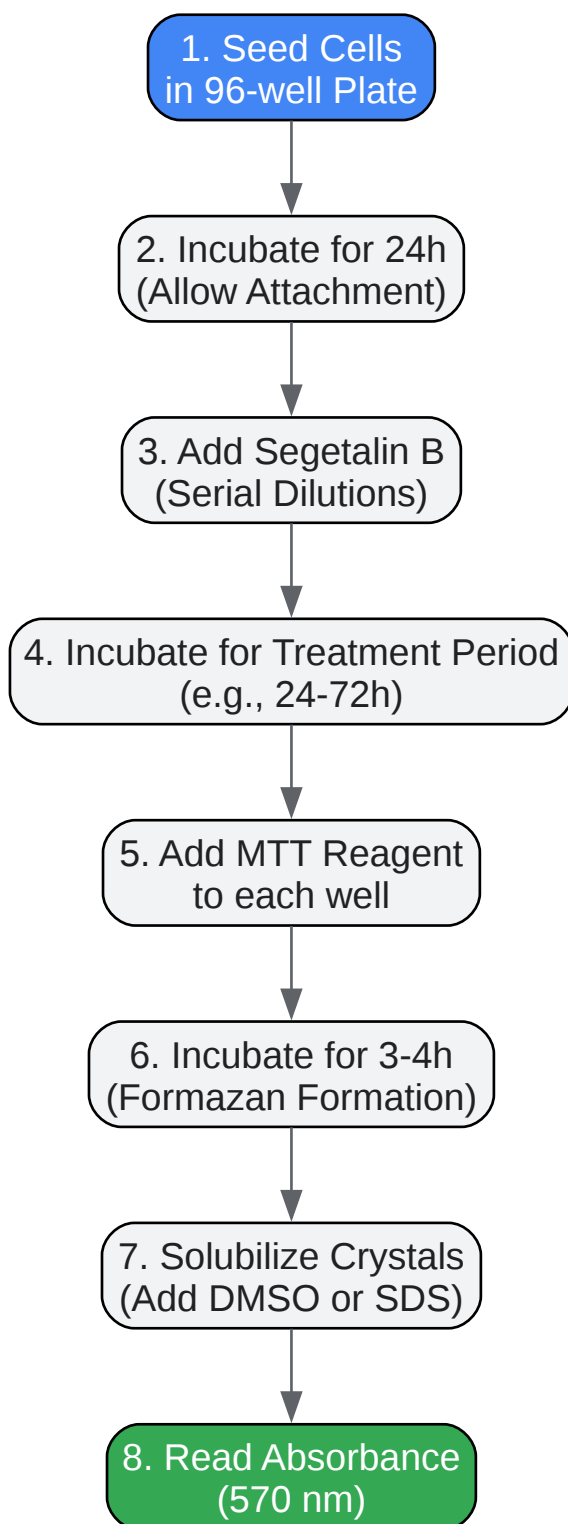 1. Seed Cells
in 96-well Plate
2. Incubate for 24h
(Allow Attachment)
3. Add Segetalin B
(Serial Dilutions)
4. Incubate for Treatment Period
(e.g., 24-72h)
5. Add MTT Reagent
to each well
6. Incubate for 3-4h
(Formazan Formation)
7. Solubilize Crystals
(Add DMSO or SDS)
8. Read Absorbance
(570 nm)